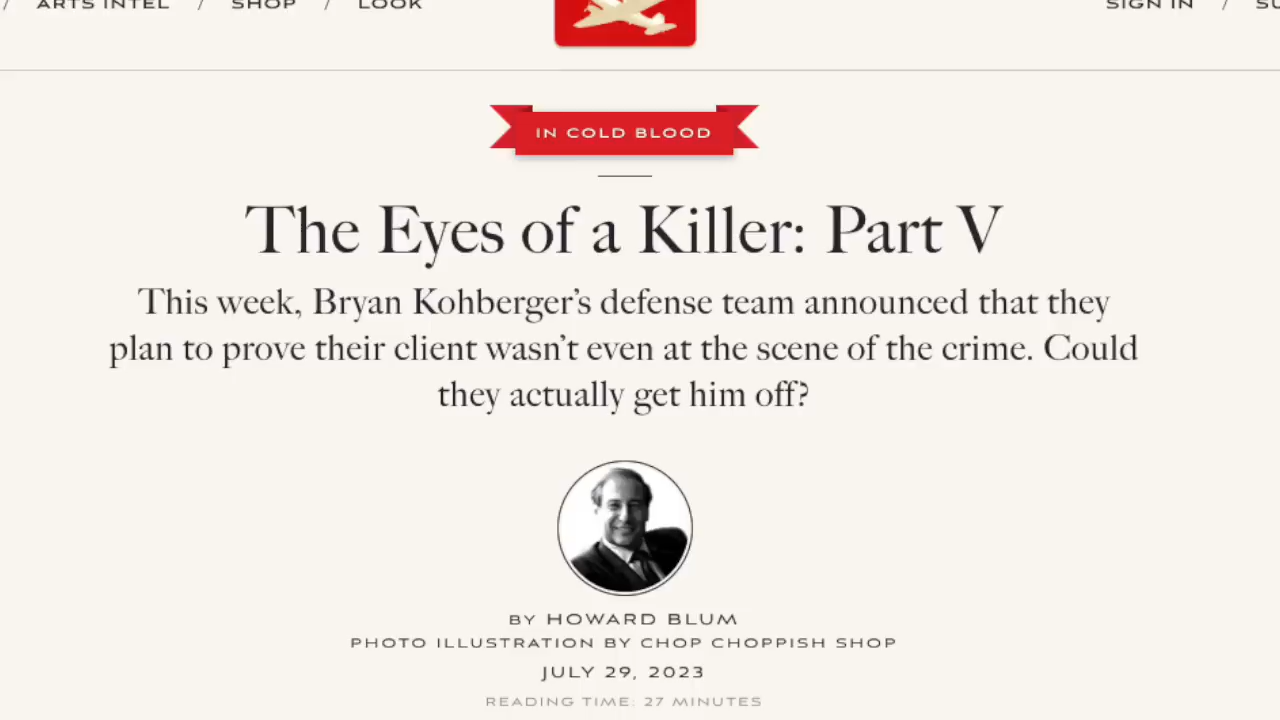 / ARTS INTEL / SHOP / LOOK
SIGN IN /
IN COLD BLOOD
The Eyes of a Killer: Part V
This week, Bryan Kohberger’s defense team announced that they
plan to prove their client wasn’t even at the scene of the crime. Could
they actually get him off?
BY HOWARD BLUM
PHOTO ILLUSTRATION BY CHOP CHOPPISH SHOP
JULY 29, 2023
READING TIME: 27 MINUTES